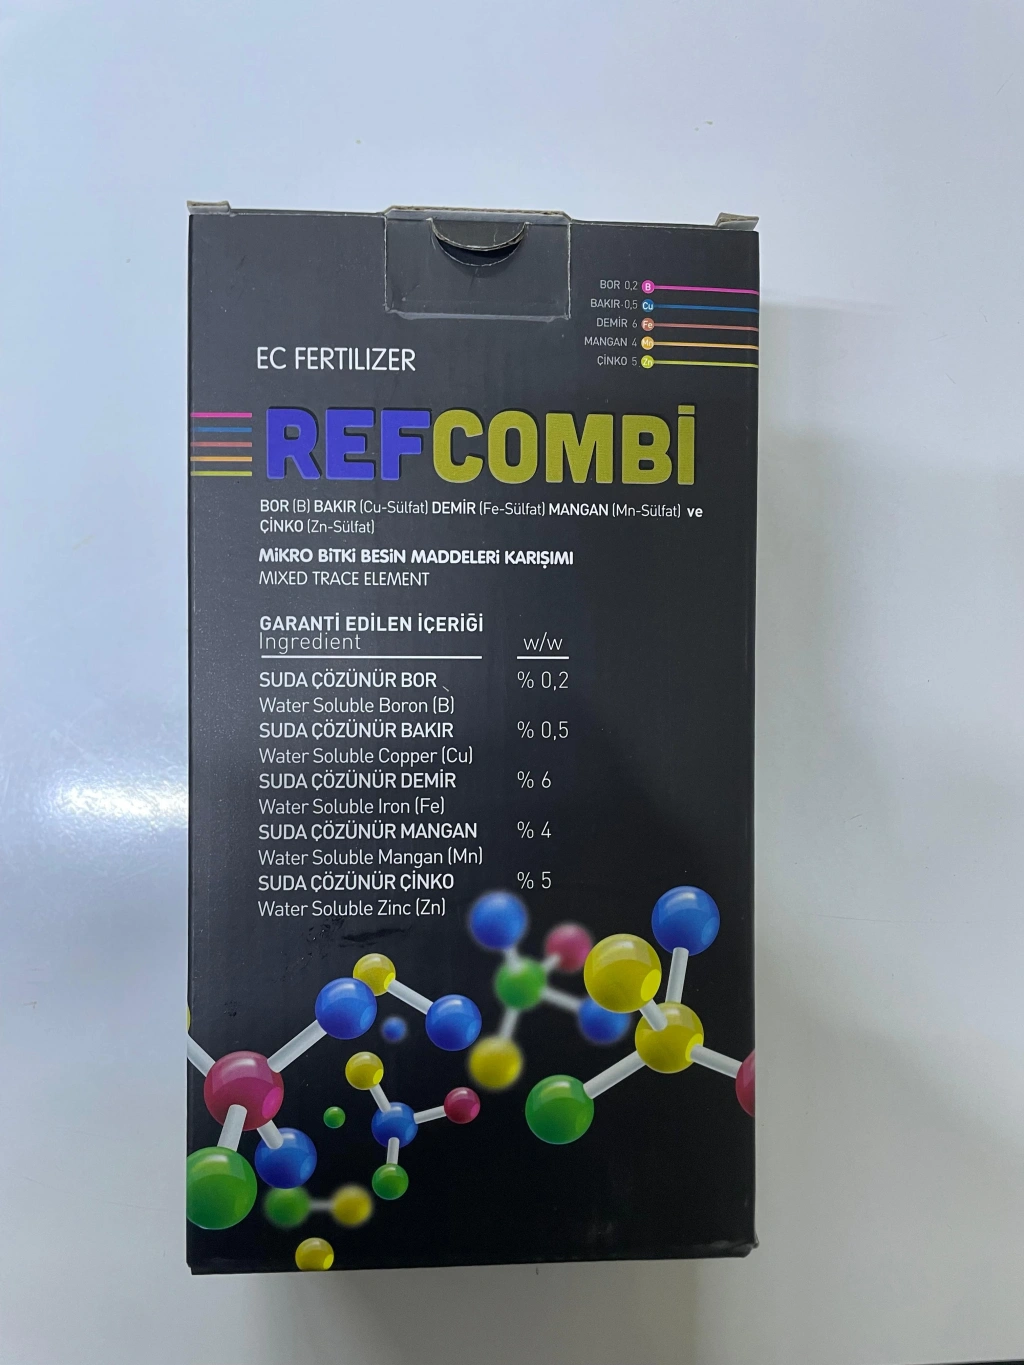 BOR 0,2 B
BAKIR 0,5 Cu
DEMİR 6 Fe
MANGAN 4 Mn
ÇİNKO 5 Zn
EC FERTILIZER
REFCOMBİ
BOR (B) BAKIR (Cu-Sülfat) DEMİR (Fe-Sülfat) MANGAN (Mn-Sülfat) ve
ÇİNKO (Zn-Sülfat)
MİKRO BİTKİ BESİN MADDELERİ KARIŞIMI
MIXED TRACE ELEMENT
GARANTİ EDİLEN İÇERİĞİ
Ingredient w/w
SUDA ÇÖZÜNÜR BOR % 0,2
Water Soluble Boron (B)
SUDA ÇÖZÜNÜR BAKIR % 0,5
Water Soluble Copper (Cu)
SUDA ÇÖZÜNÜR DEMİR % 6
Water Soluble Iron (Fe)
SUDA ÇÖZÜNÜR MANGAN % 4
Water Soluble Mangan (Mn)
SUDA ÇÖZÜNÜR ÇİNKO % 5
Water Soluble Zinc (Zn)